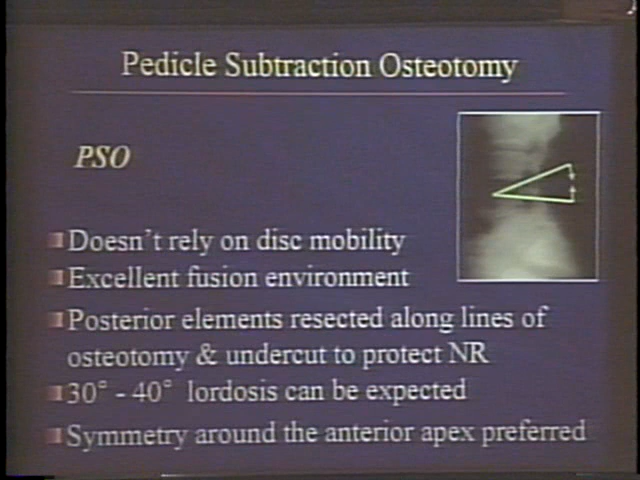 Pedicle Subtraction Osteotomy
PSO
Doesn't rely on disc mobility
Excellent fusion environment
Posterior elements resected along lines of
osteotomy & undercut to protect NR
30° - 40° lordosis can be expected
Symmetry around the anterior apex preferred